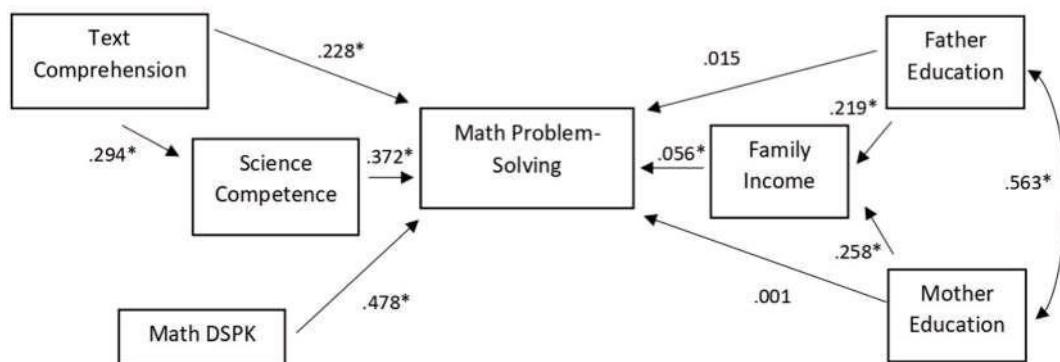 Text
Comprehension
.228*
.294*
Science
Competence
.372*
Math DSPK
.478*
Math Problem-
Solving
.015
Father
Education
.219*
.056*
Family
Income
.563*
.258*
.001
Mother
Education